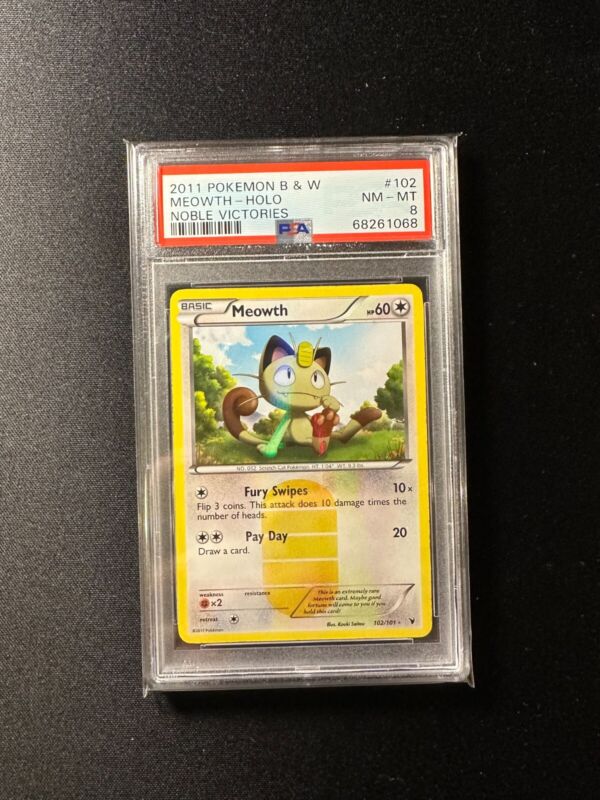 2011 POKEMON B & W #102
MEOWTH - HOLO NM - MT
NOBLE VICTORIES 8
PSA 68261068
BASIC Meowth HP60
NO. 052 Scratch Cat Pokémon HT: 1'04" WT: 9.3 lbs.
Fury Swipes 10×
Flip 3 coins. This attack does 10 damage times the
number of heads.
Pay Day 20
Draw a card.
weakness resistance
×2
retreat
This is an extremely rare
Meowth card. Maybe good
fortune will come to you if you
hold this card!
Illus. Kouki Saitou 102/101
©2011 Pokémon